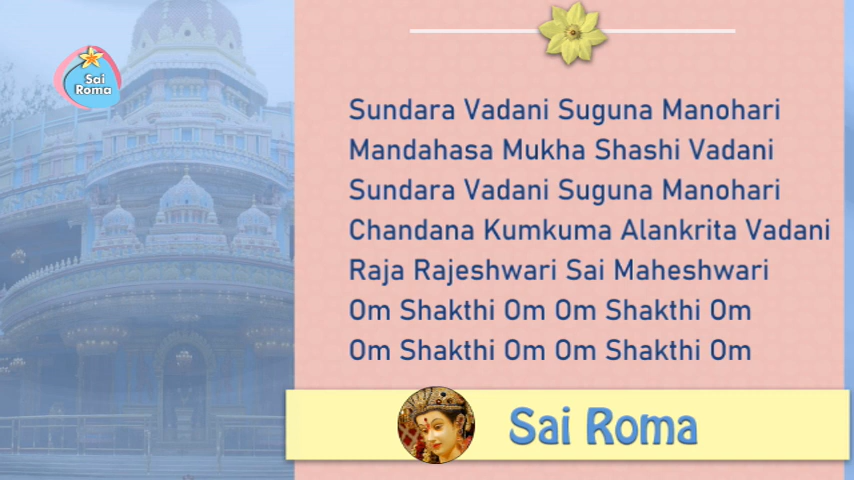 Sai
Roma
Sundara Vadani Suguna Manohari
Mandahasa Mukha Shashi Vadani
Sundara Vadani Suguna Manohari
Chandana Kumkuma Alankrita Vadani
Raja Rajeshwari Sai Maheshwari
Om Shakthi Om Om Shakthi Om
Om Shakthi Om Om Shakthi Om
Sai Roma